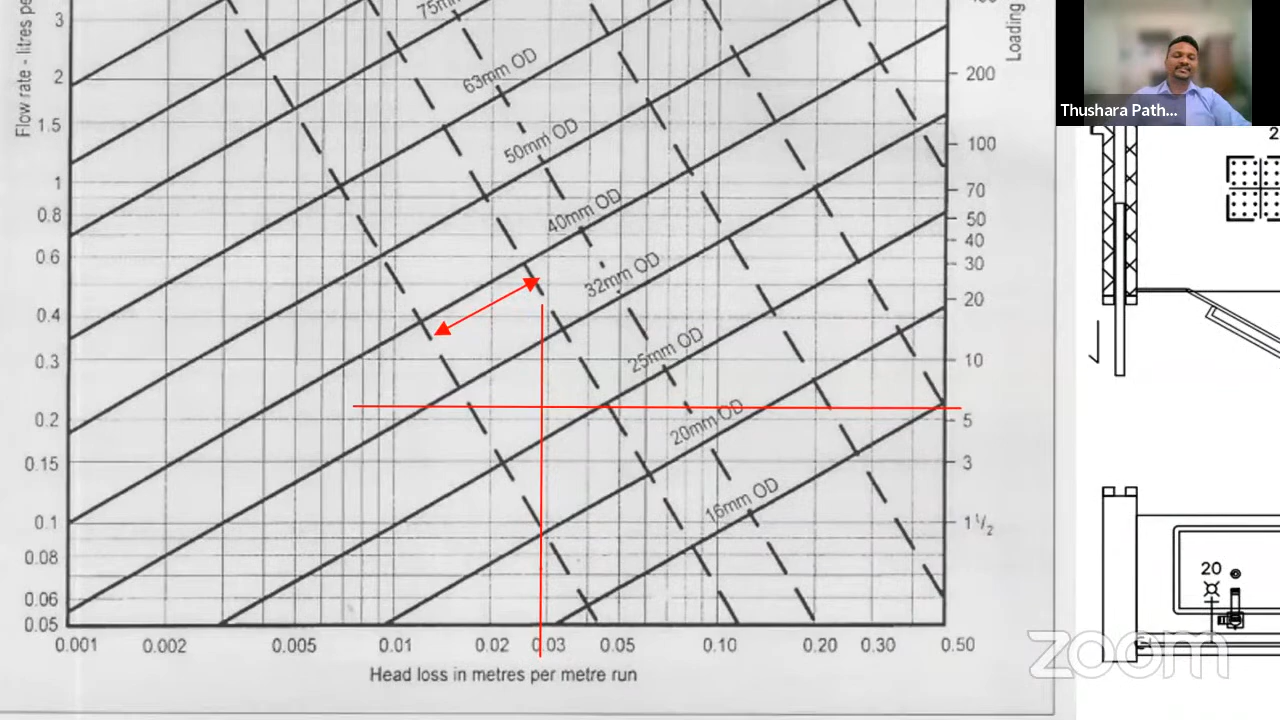 Flow rate - litres pe
3
2
1.5
1
0.8
0.6
0.4
0.3
0.2
0.15
0.1
0.08
0.06
0.05
0.001
0.002
0.005
0.01
0.02
0.03
0.05
0.10
0.20
0.30
0.50
Head loss in metres per metre run
75m
63mm OD
50mm OD
40mm OD
32mm OD
25mm OD
20mm OD
16mm OD
Loading
200
100
70
50
40
30
20
10
5
3
1 1/2
Thushara Path...
2
20
zoom